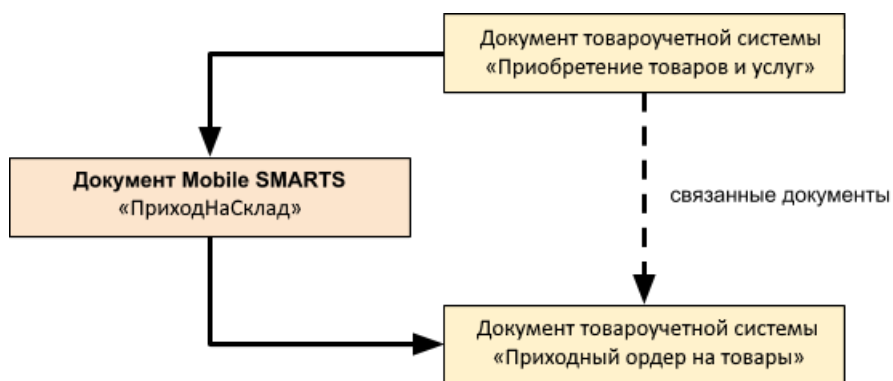 Документ товароучетной системы
«Приобретение товаров и услуг»
Документ Mobile SMARTS
«ПриходНаСклад»
связанные документы
Документ товароучетной системы
«Приходный ордер на товары»